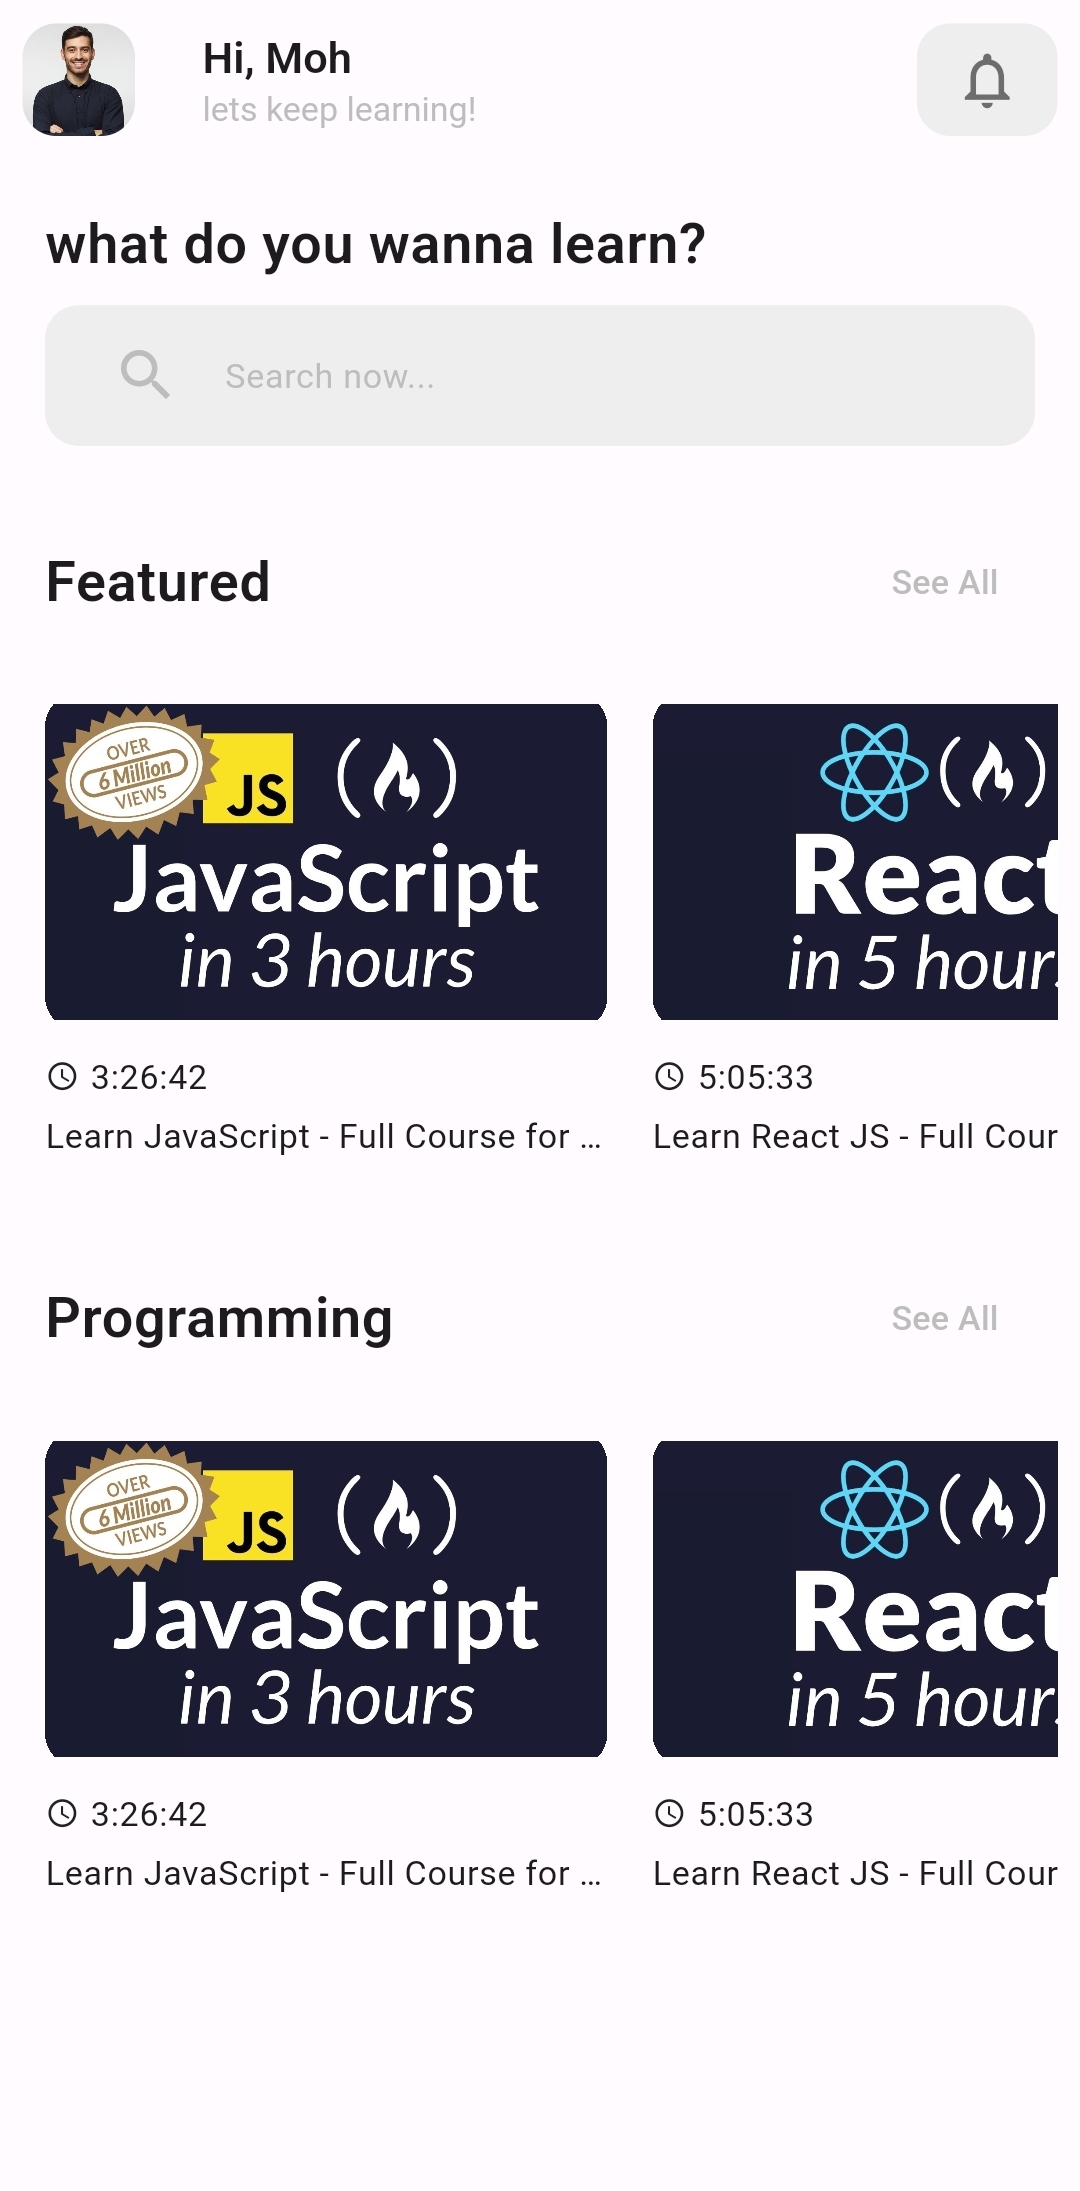 Hi, Moh
lets keep learning!
what do you wanna learn?
Search now...
Featured
See All
OVER
6 Million
VIEWS
JS
JavaScript
in 3 hours
React
in 5 hour
3:26:42
5:05:33
Learn JavaScript - Full Course for ...
Learn React JS - Full Cour
Programming
See All
OVER
6 Million
VIEWS
JS
JavaScript
in 3 hours
React
in 5 hour
3:26:42
5:05:33
Learn JavaScript - Full Course for ...
Learn React JS - Full Cour